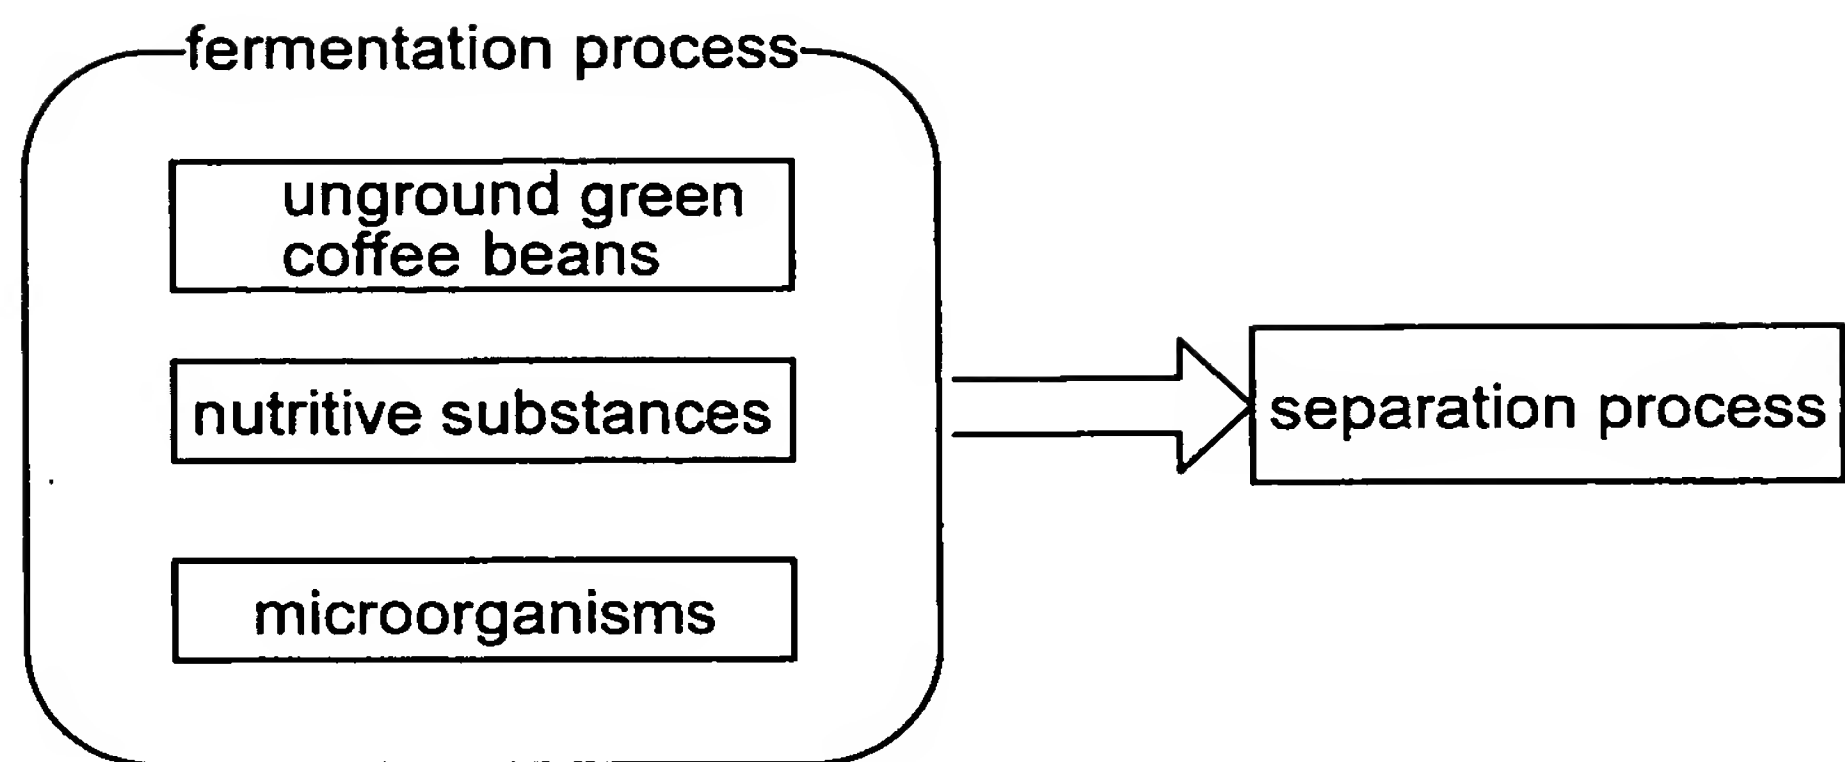 fermentation process
unground green
coffee beans
nutritive substances
separation process
microorganisms